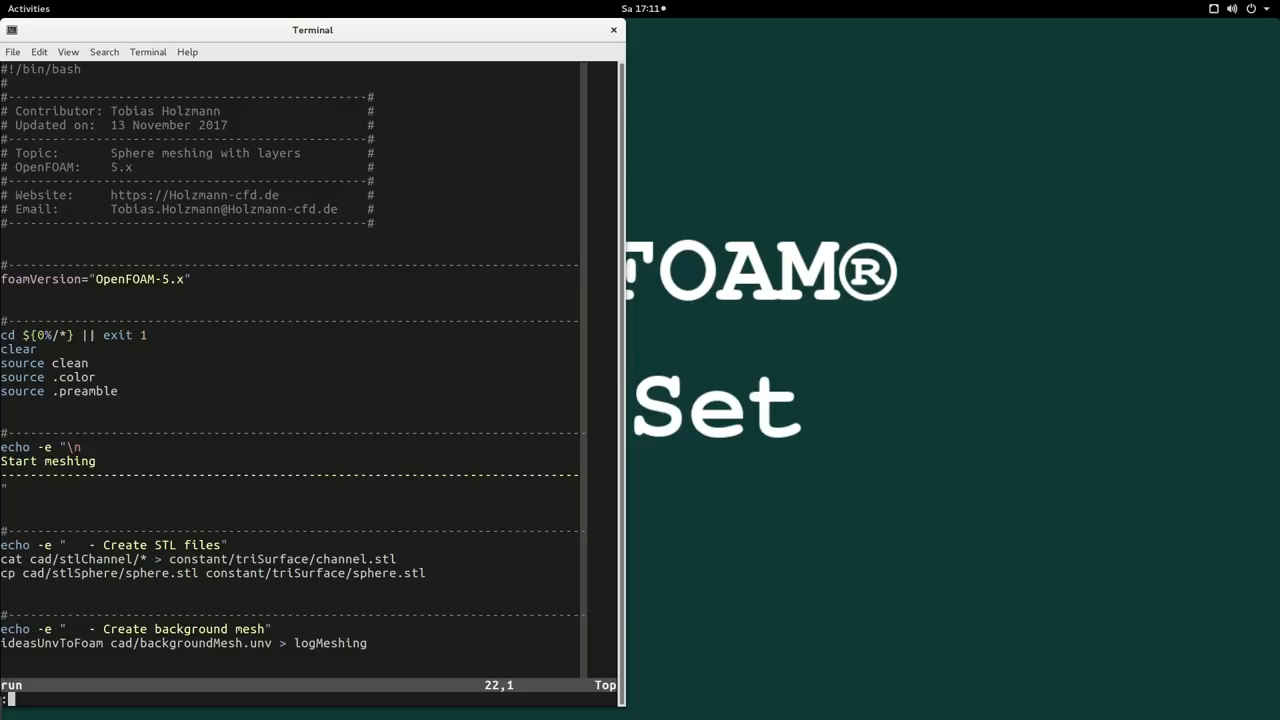 Activities
Sa 17:11
Terminal
File Edit View Search Terminal Help
#!/bin/bash
#
#------------------------------------------------#
# Contributor: Tobias Holzmann #
# Updated on: 13 November 2017 #
#------------------------------------------------#
# Topic: Sphere meshing with layers #
# OpenFOAM: 5.x #
#------------------------------------------------#
# Website: https://Holzmann-cfd.de #
# Email: Tobias.Holzmann@Holzmann-cfd.de #
#------------------------------------------------#
#------------------------------------------------------------------------------
foamVersion="OpenFOAM-5.x"
#------------------------------------------------------------------------------
cd ${0%/*} || exit 1
clear
source clean
source .color
source .preamble
#------------------------------------------------------------------------------
echo -e "\n
Start meshing
-------------------------------------------------------------------------------
"
#------------------------------------------------------------------------------
echo -e "   - Create STL files"
cat cad/stlChannel/* > constant/triSurface/channel.stl
cp cad/stlSphere/sphere.stl constant/triSurface/sphere.stl
#------------------------------------------------------------------------------
echo -e "   - Create background mesh"
ideasUnvToFoam cad/backgroundMesh.unv > logMeshing
run 22,1 Top
:
FOAM®
Set